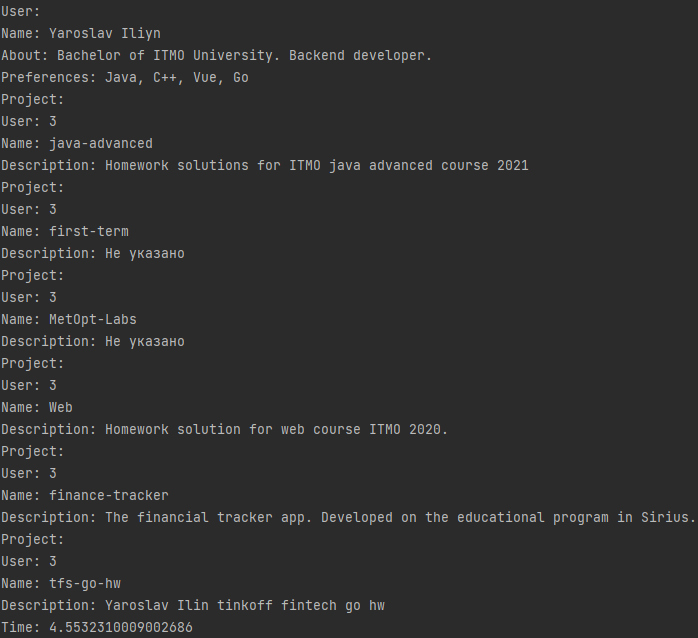 User:
Name: Yaroslav Iliyn
About: Bachelor of ITMO University. Backend developer.
Preferences: Java, C++, Vue, Go
Project:
User: 3
Name: java-advanced
Description: Homework solutions for ITMO java advanced course 2021
Project:
User: 3
Name: first-term
Description: Не указано
Project:
User: 3
Name: MetOpt-Labs
Description: Не указано
Project:
User: 3
Name: Web
Description: Homework solution for web course ITMO 2020.
Project:
User: 3
Name: finance-tracker
Description: The financial tracker app. Developed on the educational program in Sirius.
Project:
User: 3
Name: tfs-go-hw
Description: Yaroslav Ilin tinkoff fintech go hw
Time: 4.5532310009002686